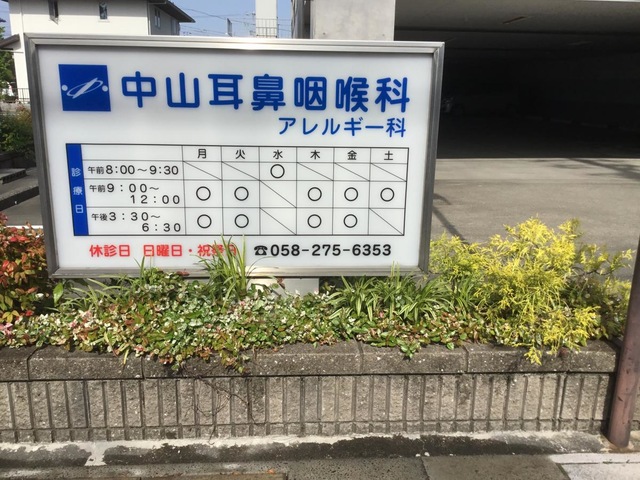 中山耳鼻咽喉科
アレルギー科
診療日 月 火 水 木 金 土
午前8:00〜9:30 ○
午前9:00〜12:00 ○ ○ ○ ○ ○
午後3:30〜6:30 ○ ○ ○ ○
休診日 日曜日・祝祭日 ☎058-275-6353